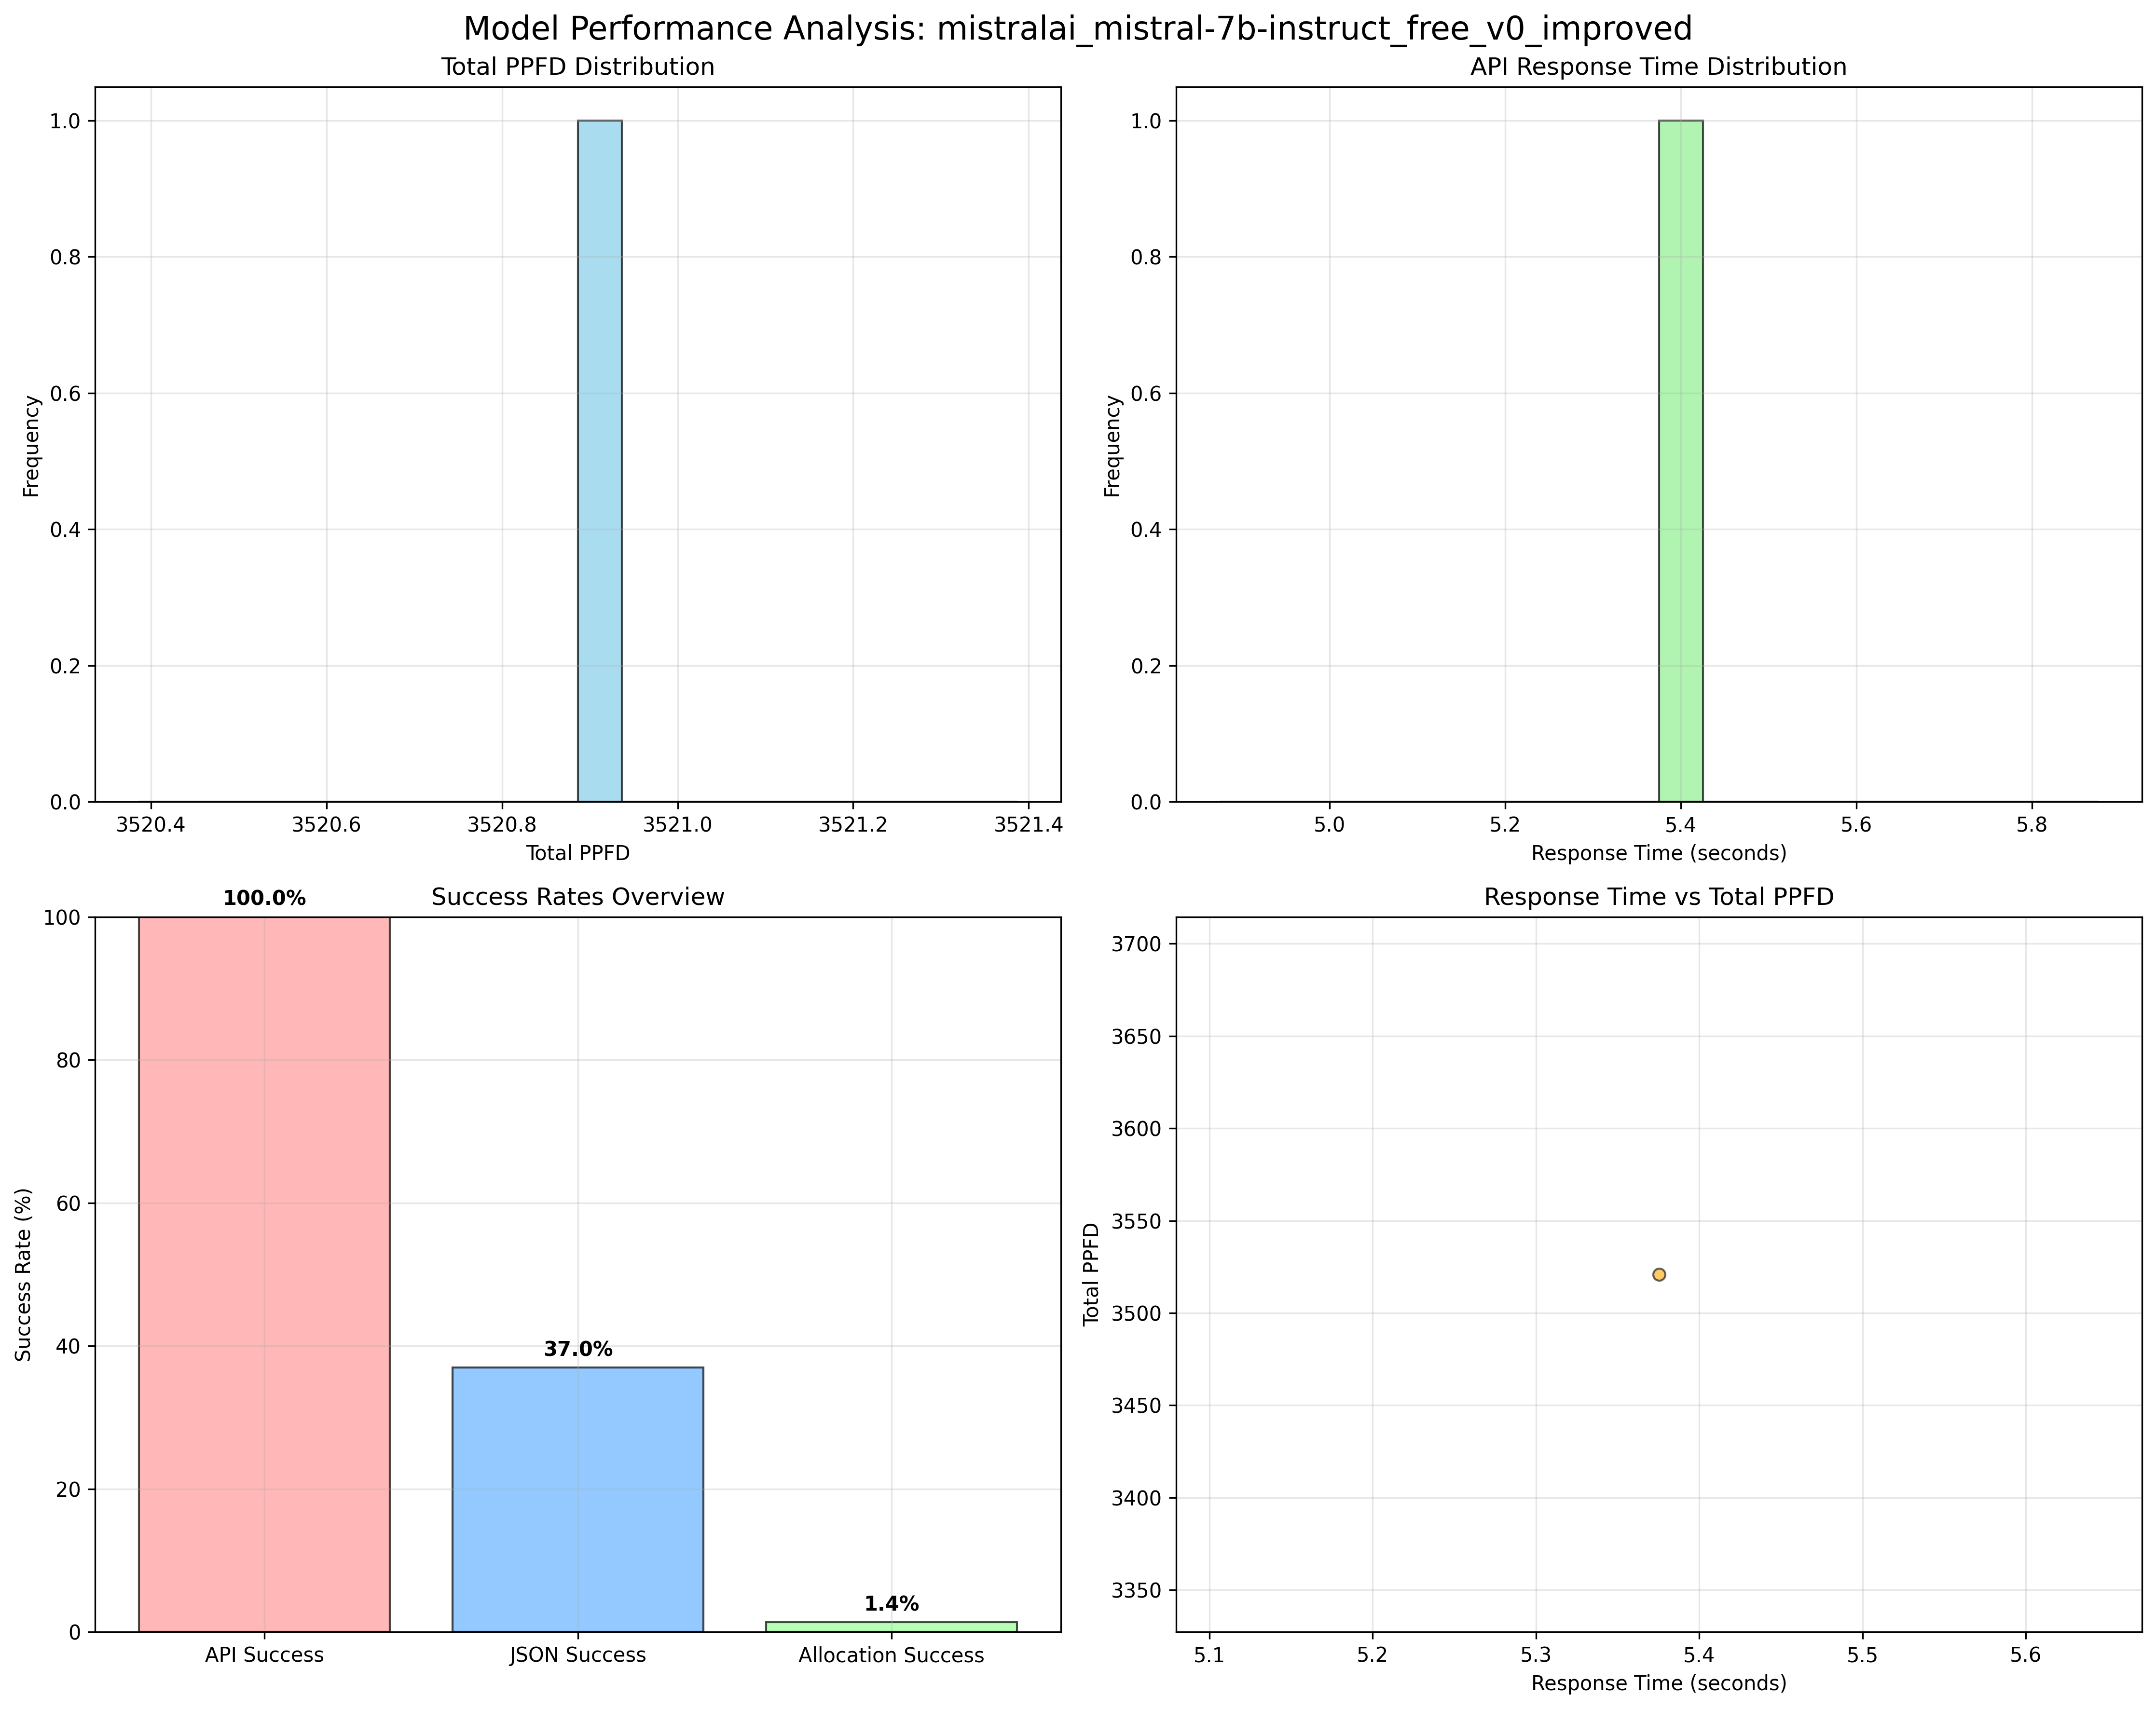 Model Performance Analysis: mistralai_mistral-7b-instruct_free_v0_improved
Total PPFD Distribution
1.0
0.8
0.6
0.4
0.2
0.0
Frequency
3520.4 3520.6 3520.8 3521.0 3521.2 3521.4
Total PPFD
API Response Time Distribution
1.0
0.8
0.6
0.4
0.2
0.0
Frequency
5.0 5.2 5.4 5.6 5.8
Response Time (seconds)
Success Rates Overview
100.0%
37.0%
1.4%
100
80
60
40
20
0
Success Rate (%)
API Success JSON Success Allocation Success
Response Time vs Total PPFD
3700
3650
3600
3550
3500
3450
3400
3350
Total PPFD
5.1 5.2 5.3 5.4 5.5 5.6
Response Time (seconds)